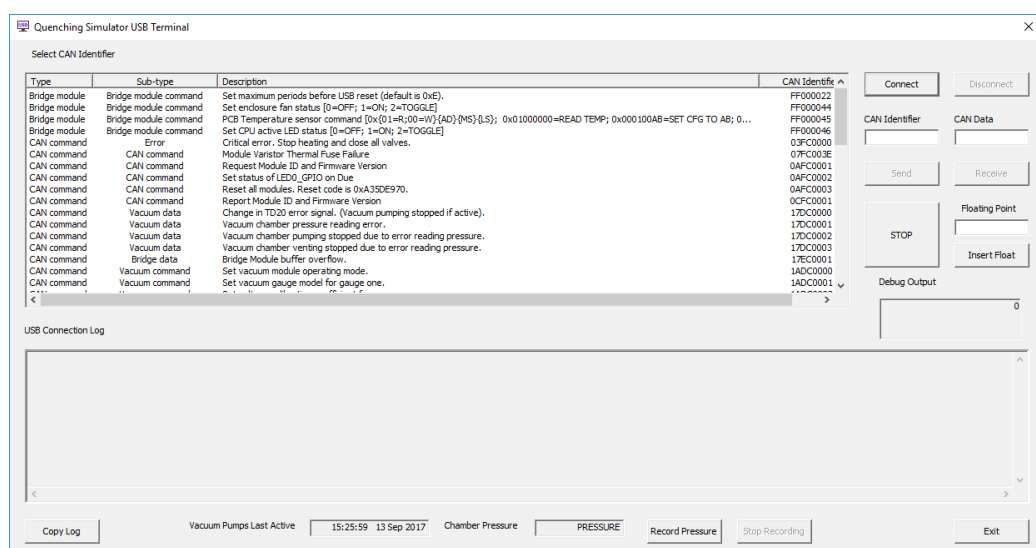 Quenching Simulator USB Terminal
Select CAN Identifier
Type Sub-type Description CAN Identifie
Bridge module Bridge module command Set maximum periods before USB reset (default is 0xE). FF000022
Bridge module Bridge module command Set enclosure fan status [0=OFF; 1=ON; 2=TOGGLE] FF000044
Bridge module Bridge module command PCB Temperature sensor command [0x{01=R;00=W}{AD}{MS}{LS}; 0x01000000=READ TEMP; 0x000100AB=SET CFG TO AB; 0... FF000045
Bridge module Bridge module command Set CPU active LED status [0=OFF; 1=ON; 2=TOGGLE] FF000046
CAN command Error Critical error. Stop heating and close all valves. 03FC0000
CAN command CAN command Module Varistor Thermal Fuse Failure 07FC003E
CAN command CAN command Request Module ID and Firmware Version 0AFC0001
CAN command CAN command Set status of LED0_GPIO on Due 0AFC0002
CAN command CAN command Reset all modules. Reset code is 0xA35DE970. 0AFC0003
CAN command CAN command Report Module ID and Firmware Version 0CFC0001
CAN command Vacuum data Change in TD20 error signal. (Vacuum pumping stopped if active). 17DC0000
CAN command Vacuum data Vacuum chamber pressure reading error. 17DC0001
CAN command Vacuum data Vacuum chamber pumping stopped due to error reading pressure. 17DC0002
CAN command Vacuum data Vacuum chamber venting stopped due to error reading pressure. 17DC0003
CAN command Bridge data Bridge Module buffer overflow. 17EC0001
CAN command Vacuum command Set vacuum module operating mode. 1ADC0000
CAN command Vacuum command Set vacuum gauge model for gauge one. 1ADC0001
Connect Disconnect
CAN Identifier CAN Data
Send Receive
STOP
Floating Point
Insert Float
Debug Output
0
USB Connection Log
Copy Log Vacuum Pumps Last Active 15:25:59 13 Sep 2017 Chamber Pressure PRESSURE Record Pressure Stop Recording Exit